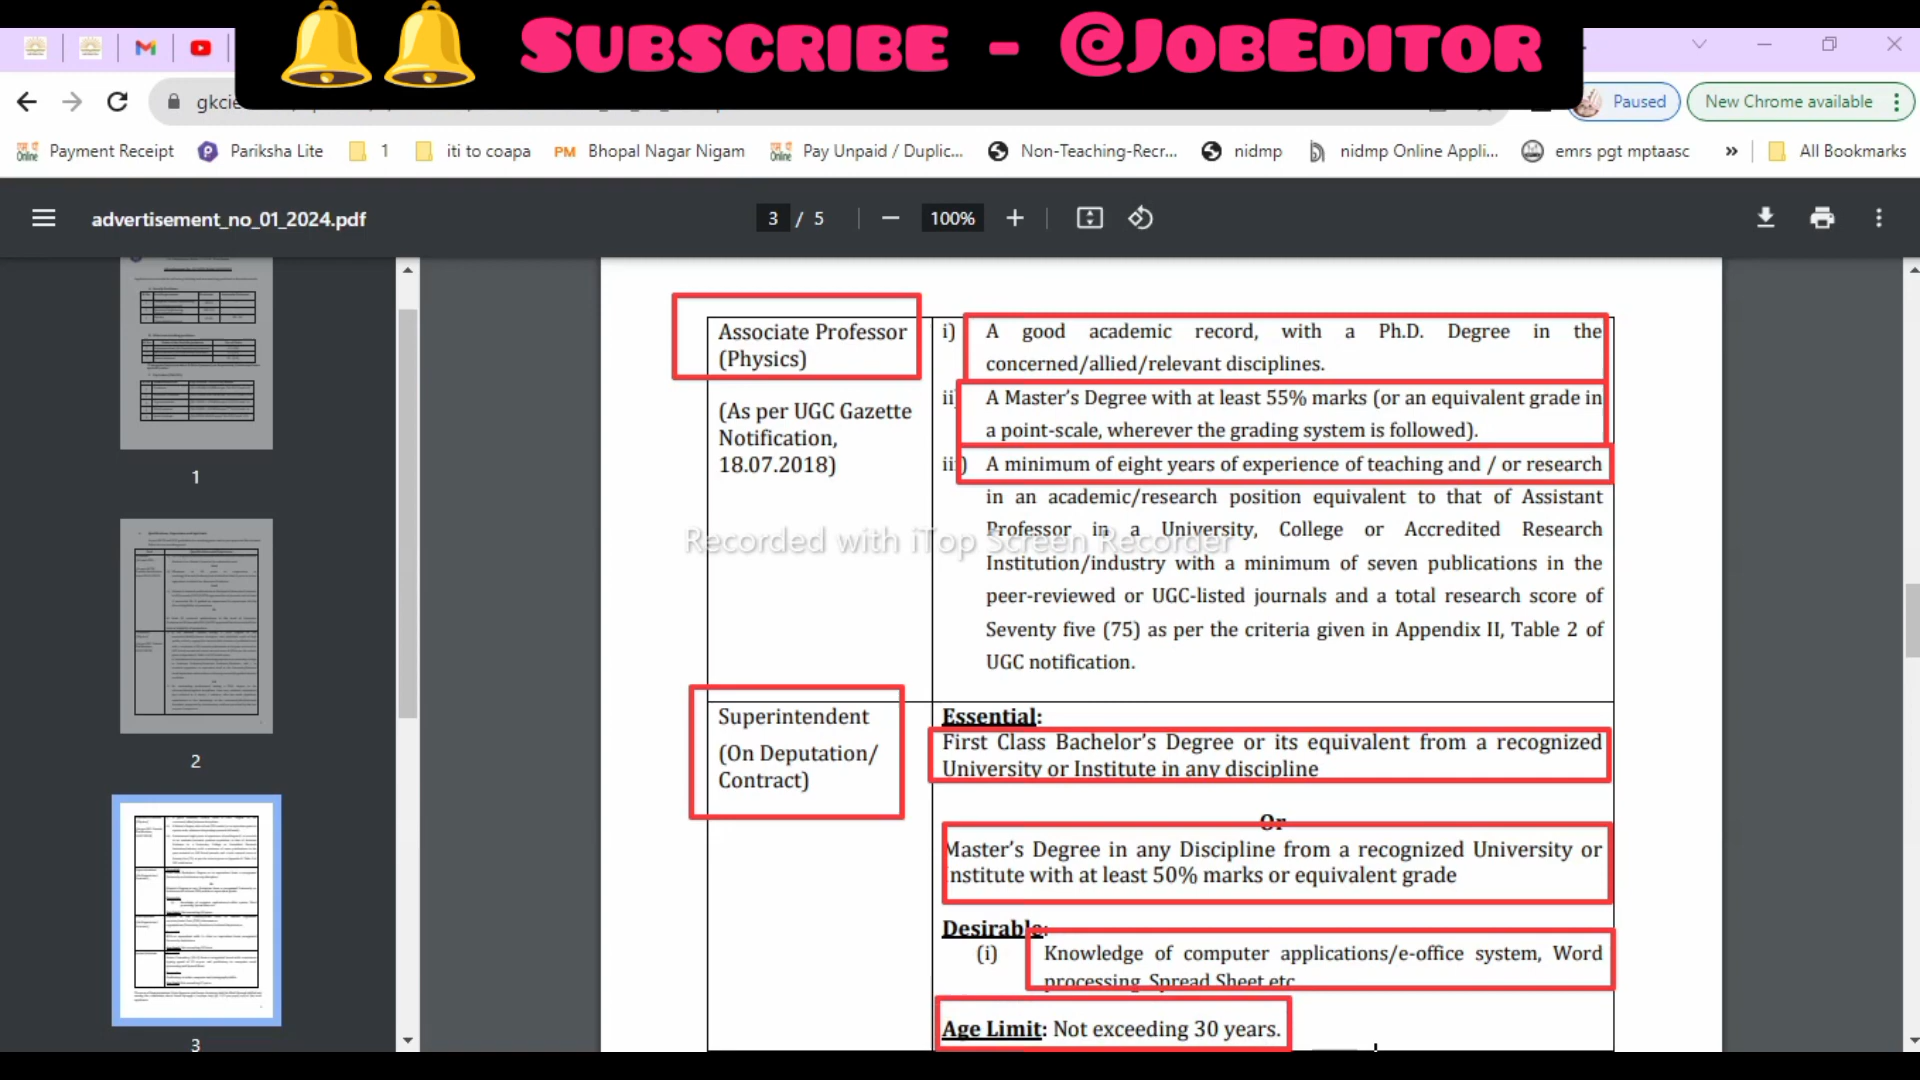 SUBSCRIBE - @JOBEDITOR
gkcie
Paused
New Chrome available
Payment Receipt
Pariksha Lite
1
iti to coapa
PM Bhopal Nagar Nigam
Pay Unpaid / Duplic...
Non-Teaching-Recr...
nidmp
nidmp Online Appli...
emrs pgt mptaasc
»
All Bookmarks
advertisement_no_01_2024.pdf
3 / 5
100%
1
2
3
Associate Professor
(Physics)
(As per UGC Gazette
Notification,
18.07.2018)
i) A good academic record, with a Ph.D. Degree in the
concerned/allied/relevant disciplines.
ii) A Master's Degree with at least 55% marks (or an equivalent grade in
a point-scale, wherever the grading system is followed).
iii) A minimum of eight years of experience of teaching and / or research
in an academic/research position equivalent to that of Assistant
Professor in a University, College or Accredited Research
Institution/industry with a minimum of seven publications in the
peer-reviewed or UGC-listed journals and a total research score of
Seventy five (75) as per the criteria given in Appendix II, Table 2 of
UGC notification.
Recorded with iTop Screen Recorder
Superintendent
(On Deputation/
Contract)
Essential:
First Class Bachelor's Degree or its equivalent from a recognized
University or Institute in any discipline
Or
Master's Degree in any Discipline from a recognized University or
Institute with at least 50% marks or equivalent grade
Desirable:
(i) Knowledge of computer applications/e-office system, Word
processing, Spread Sheet etc
Age Limit: Not exceeding 30 years.